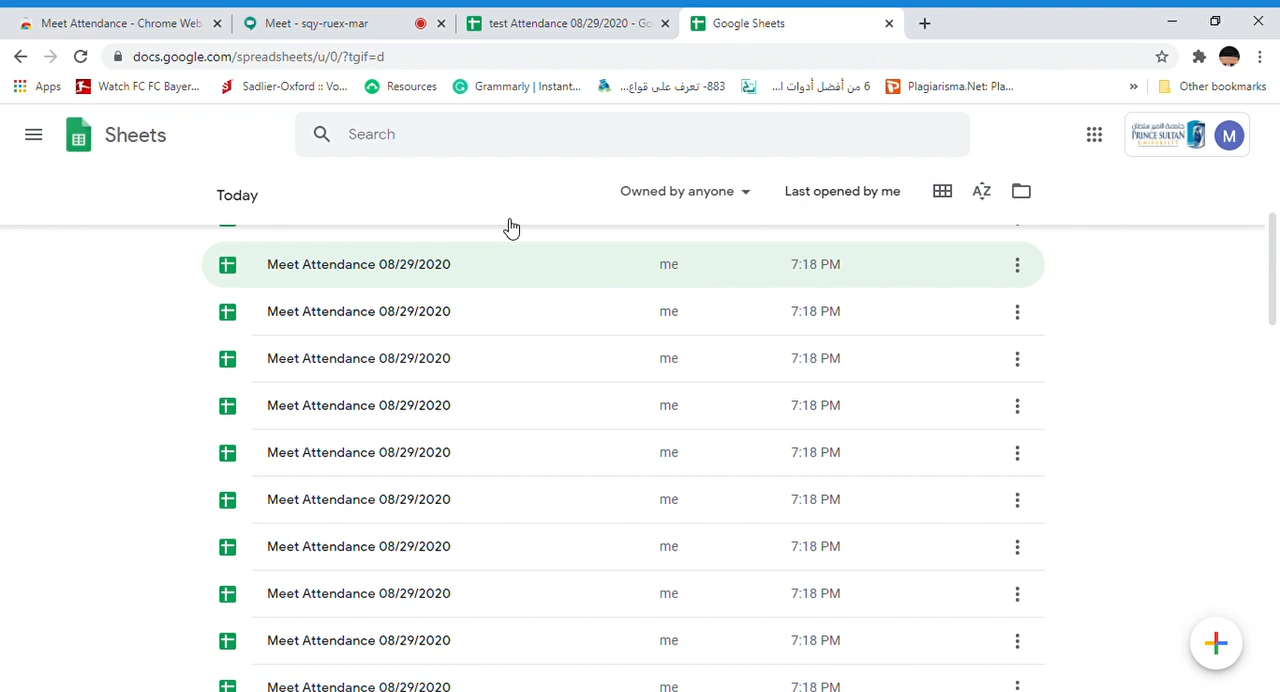 Meet Attendance - Chrome Web
Meet - sqy-ruex-mar
test Attendance 08/29/2020 - Go
Google Sheets
docs.google.com/spreadsheets/u/0/?tgif=d
Apps
Watch FC FC Bayer...
Sadlier-Oxford :: Vo...
Resources
Grammarly | Instant...
883- تعرف على قواع...
6 من أفضل أدوات ا...
Plagiarisma.Net: Pla...
»
Other bookmarks
Sheets
Search
جامعة الأمير سلطان
PRINCE SULTAN
UNIVERSITY
M
Today
Owned by anyone
Last opened by me
AZ
Meet Attendance 08/29/2020 me 7:18 PM
Meet Attendance 08/29/2020 me 7:18 PM
Meet Attendance 08/29/2020 me 7:18 PM
Meet Attendance 08/29/2020 me 7:18 PM
Meet Attendance 08/29/2020 me 7:18 PM
Meet Attendance 08/29/2020 me 7:18 PM
Meet Attendance 08/29/2020 me 7:18 PM
Meet Attendance 08/29/2020 me 7:18 PM
Meet Attendance 08/29/2020 me 7:18 PM
Meet Attendance 08/29/2020 me 7:18 PM